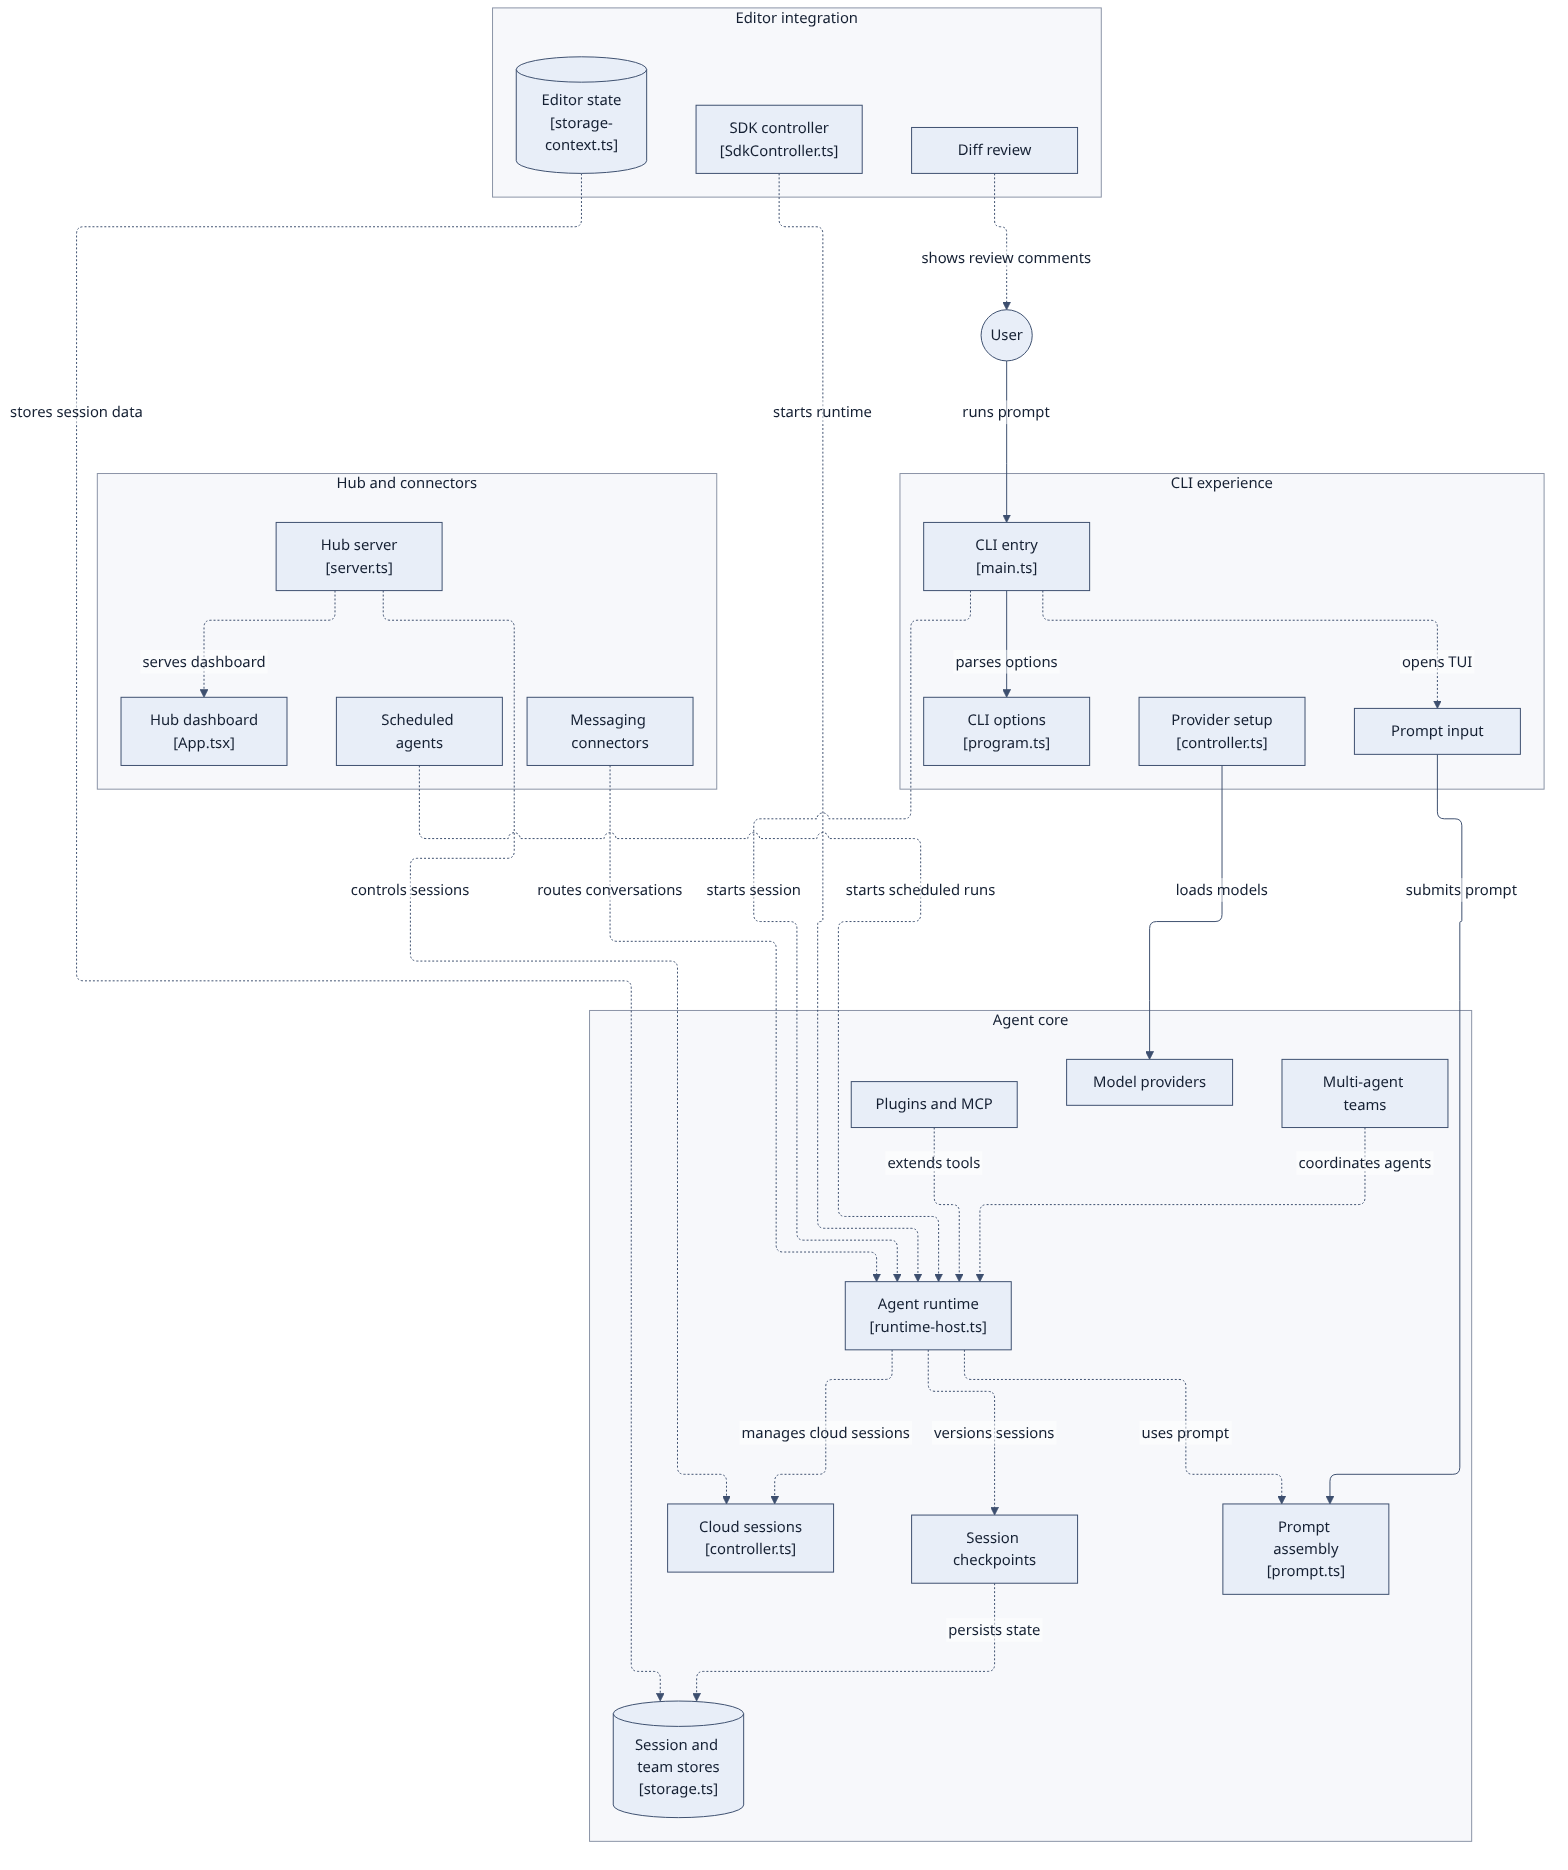 Editor integration
Editor state
[storage-
context.ts]
SDK controller
[SdkController.ts]
Diff review
shows review comments
User
stores session data
starts runtime
runs prompt
Hub and connectors
CLI experience
Hub server
[server.ts]
CLI entry
[main.ts]
serves dashboard
parses options
opens TUI
Hub dashboard
[App.tsx]
Scheduled
agents
Messaging
connectors
CLI options
[program.ts]
Provider setup
[controller.ts]
Prompt input
controls sessions
routes conversations
starts session
starts scheduled runs
loads models
submits prompt
Agent core
Plugins and MCP
Model providers
Multi-agent
teams
extends tools
coordinates agents
Agent runtime
[runtime-host.ts]
manages cloud sessions
versions sessions
uses prompt
Cloud sessions
[controller.ts]
Session
checkpoints
Prompt
assembly
[prompt.ts]
persists state
Session and
team stores
[storage.ts]